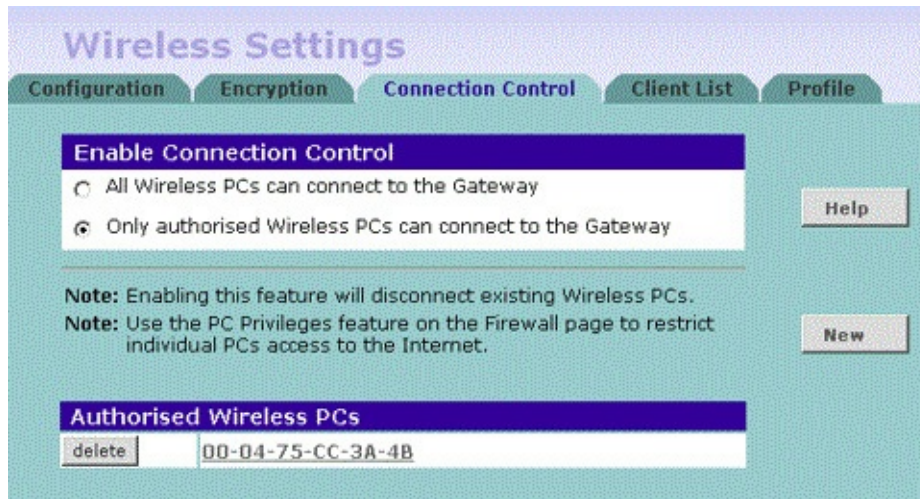 Wireless Settings
Configuration Encryption Connection Control Client List Profile
Enable Connection Control
All Wireless PCs can connect to the Gateway
Only authorised Wireless PCs can connect to the Gateway
Help
Note: Enabling this feature will disconnect existing Wireless PCs.
Note: Use the PC Privileges feature on the Firewall page to restrict
individual PCs access to the Internet.
New
Authorised Wireless PCs
delete 00-04-75-CC-3A-4B